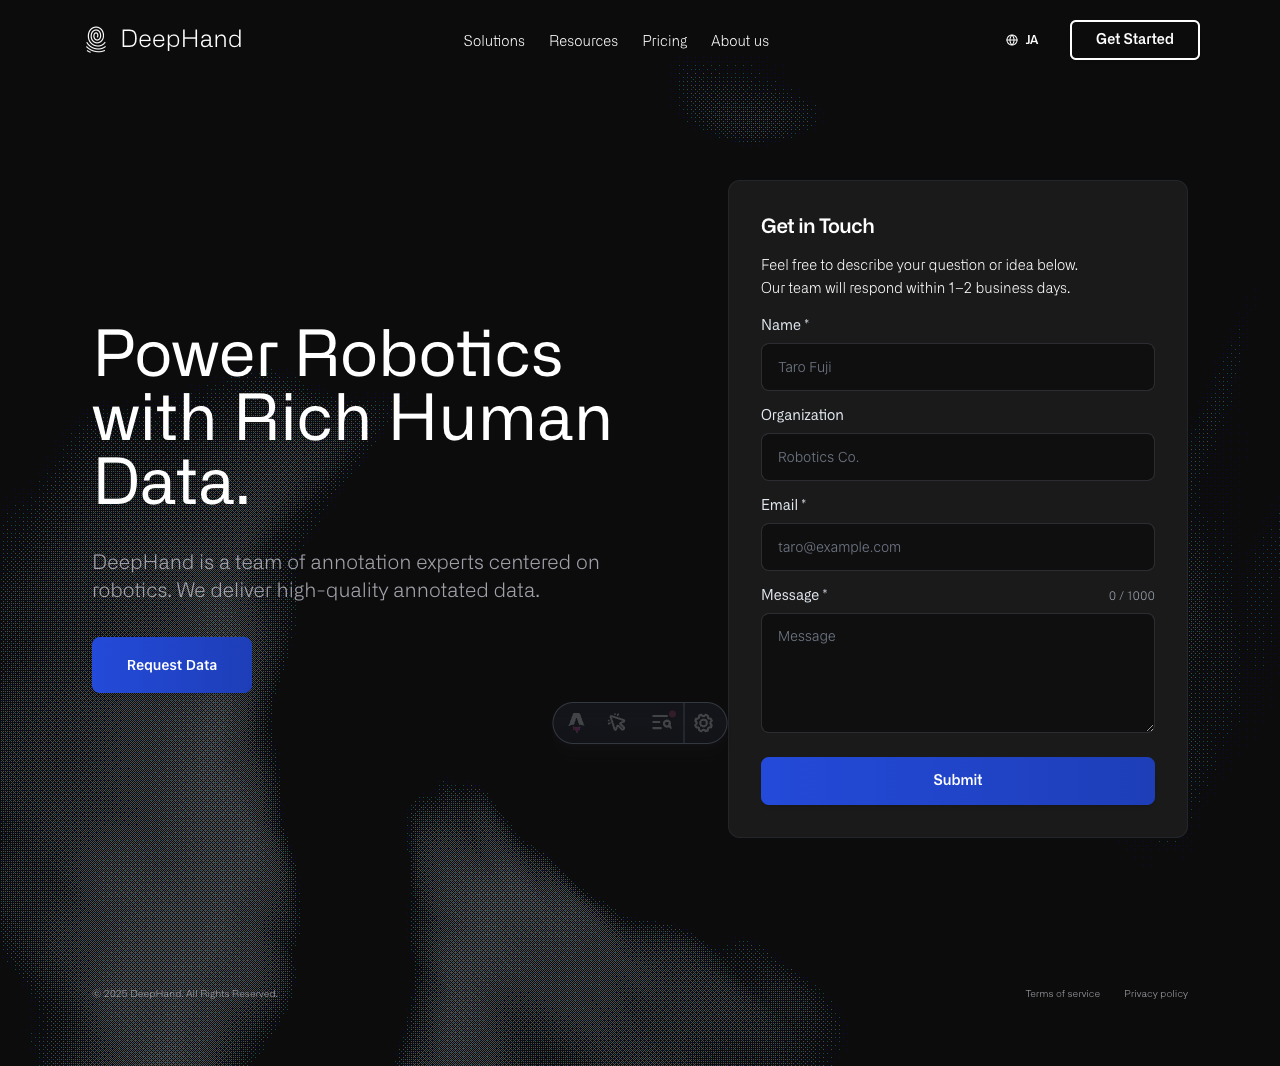 DeepHand
Solutions
Resources
Pricing
About us
JA
Get Started
Power Robotics
with Rich Human
Data.
DeepHand is a team of annotation experts centered on
robotics. We deliver high-quality annotated data.
Request Data
Get in Touch
Feel free to describe your question or idea below.
Our team will respond within 1–2 business days.
Name *
Taro Fuji
Organization
Robotics Co.
Email *
taro@example.com
Message *
0 / 1000
Message
Submit
© 2025 DeepHand. All Rights Reserved.
Terms of service
Privacy policy